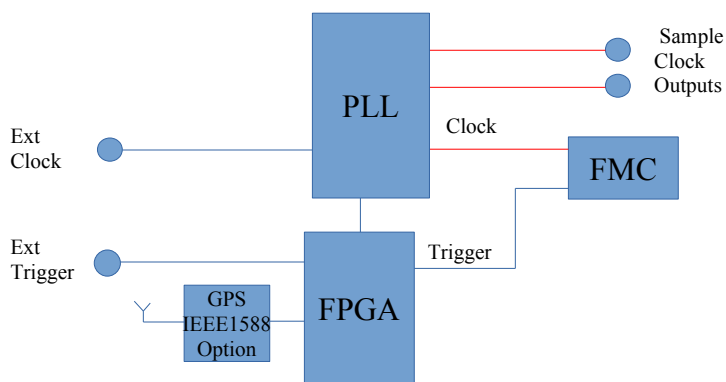 Sample
Clock
Outputs
PLL
Clock
Ext
Clock
FMC
Ext
Trigger
Trigger
GPS
IEEE1588
Option
FPGA